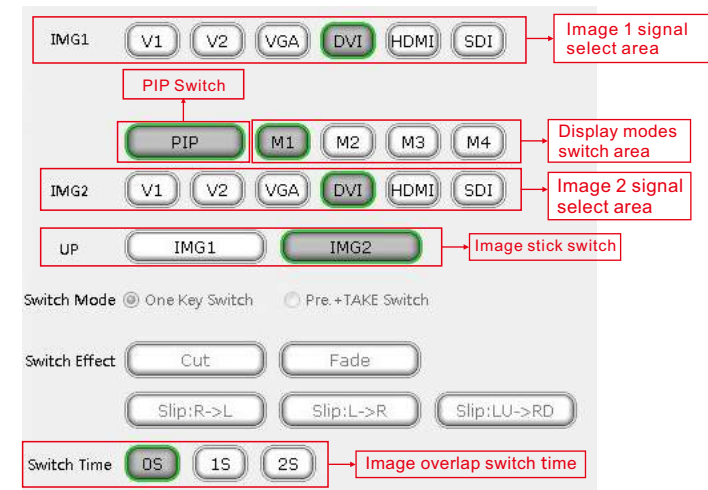 IMG1 V1 V2 VGA DVI HDMI SDI
Image 1 signal
select area
PIP Switch
PIP M1 M2 M3 M4
Display modes
switch area
IMG2 V1 V2 VGA DVI HDMI SDI
Image 2 signal
select area
UP IMG1 IMG2 Image stick switch
Switch Mode One Key Switch Pre.+TAKE Switch
Switch Effect Cut Fade
Slip:R->L Slip:L->R Slip:LU->RD
Switch Time 0S 1S 2S Image overlap switch time